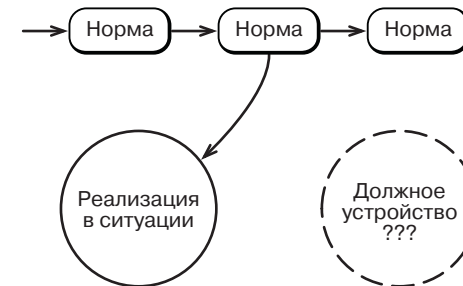 Норма
Норма
Норма
Реализация
в ситуации
Должное
устройство
???